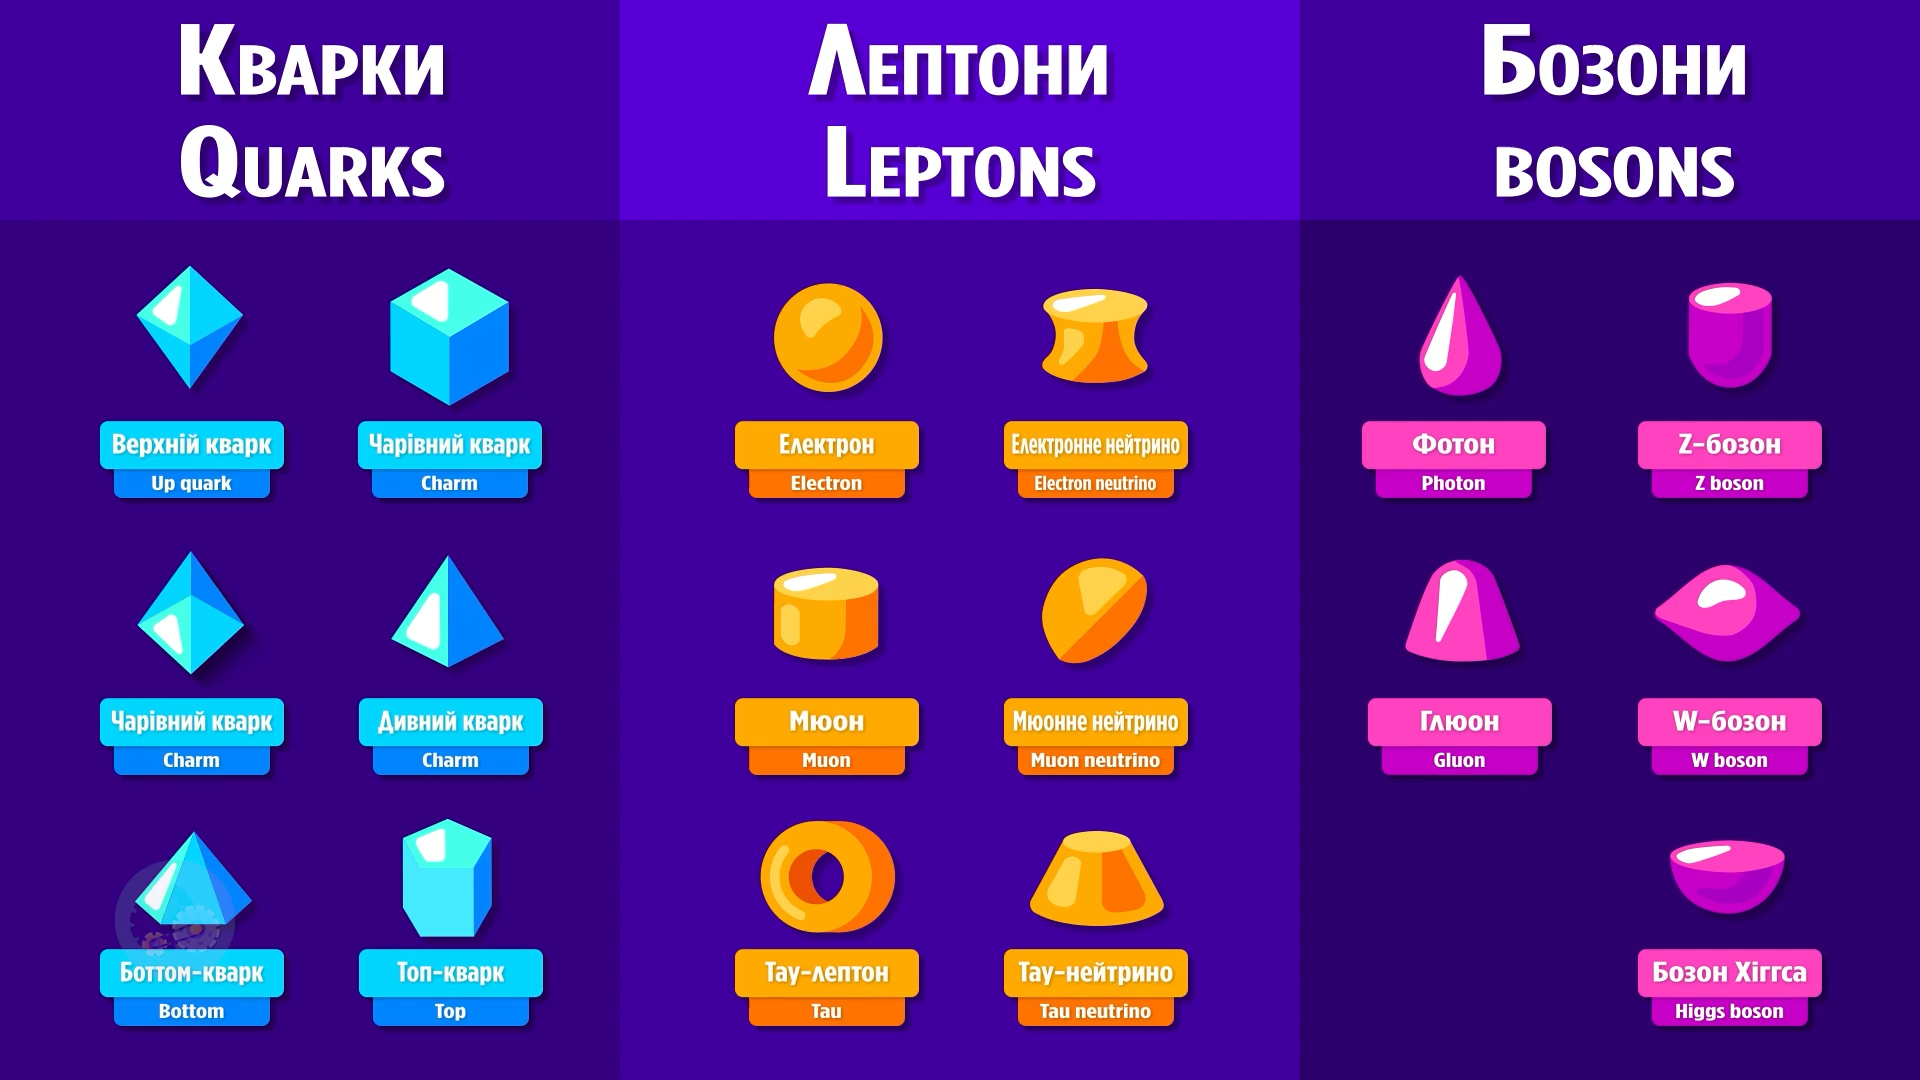 Кварки
Quarks
Лептони
Leptons
Бозони
bosons
Верхній кварк
Up quark
Чарівний кварк
Charm
Чарівний кварк
Charm
Дивний кварк
Charm
Боттом-кварк
Bottom
Топ-кварк
Top
Електрон
Electron
Електронне нейтрино
Electron neutrino
Мюон
Muon
Мюонне нейтрино
Muon neutrino
Тау-лептон
Tau
Тау-нейтрино
Tau neutrino
Фотон
Photon
Z-бозон
Z boson
Глюон
Gluon
W-бозон
W boson
Бозон Хіггса
Higgs boson